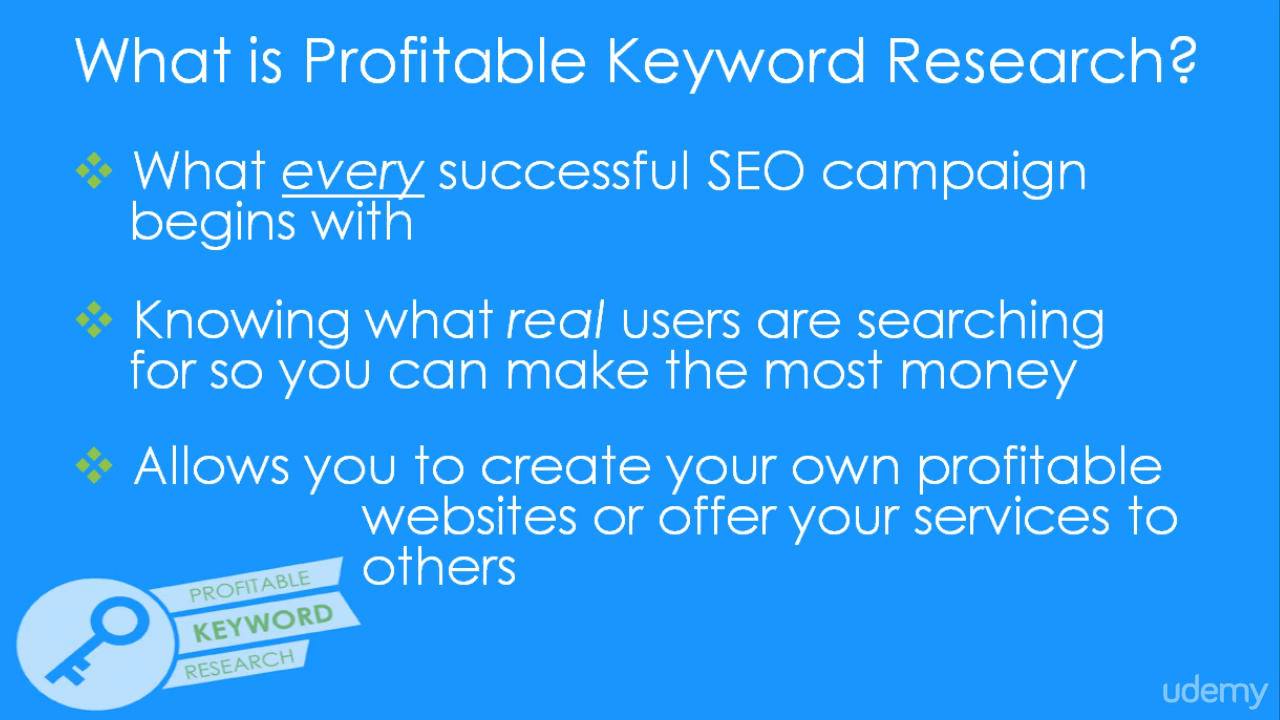 What is Profitable Keyword Research?
What every successful SEO campaign
begins with
Knowing what real users are searching
for so you can make the most money
Allows you to create your own profitable
websites or offer your services to
others
PROFITABLE
KEYWORD
RESEARCH
udemy